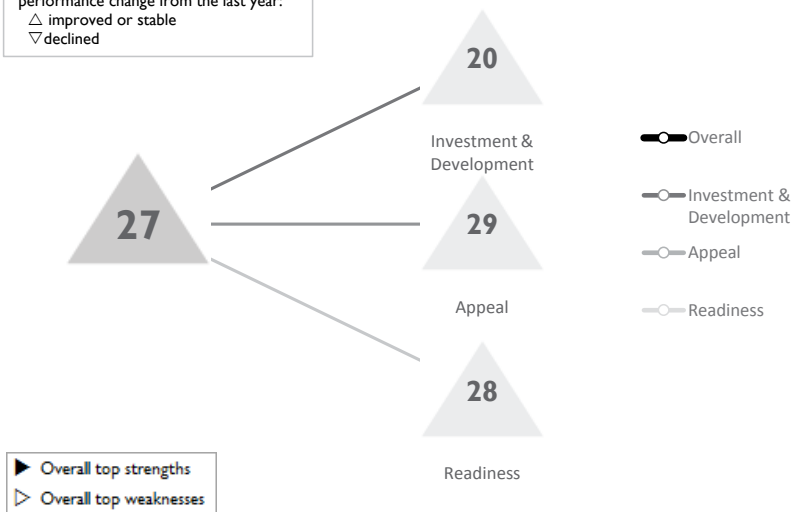 performance change from the last year:
△ improved or stable
▽ declined
20
Investment &
Development
27
29
Appeal
28
Readiness
Overall
Investment &
Development
Appeal
Readiness
▶ Overall top strengths
▷ Overall top weaknesses